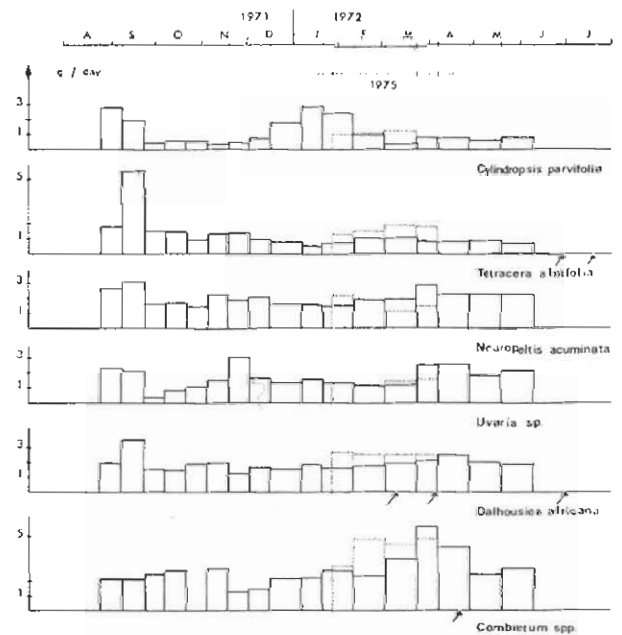 1971 1972
A S O N D J F M A M J J
g / day
1975
3
1
Cylindropsis parvifolia
5
1
Tetracera alnifolia
3
1
Neuropeltis acuminata
3
1
Uvaria sp.
3
1
Dalhousiea africana
5
1
Combretum spp.